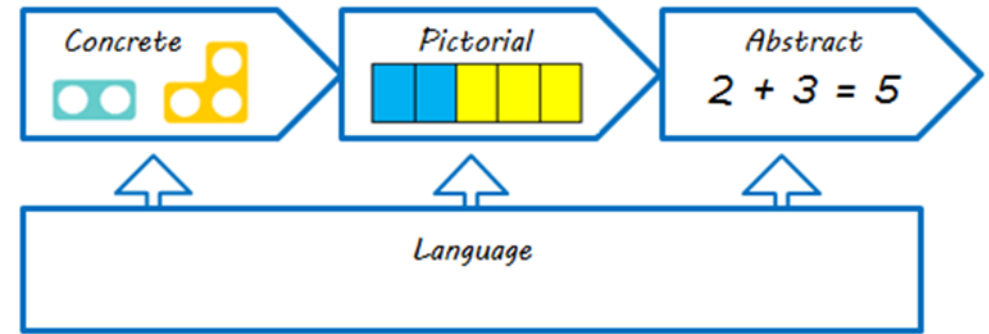 Concrete
Pictorial
Abstract
2 + 3 = 5
Language